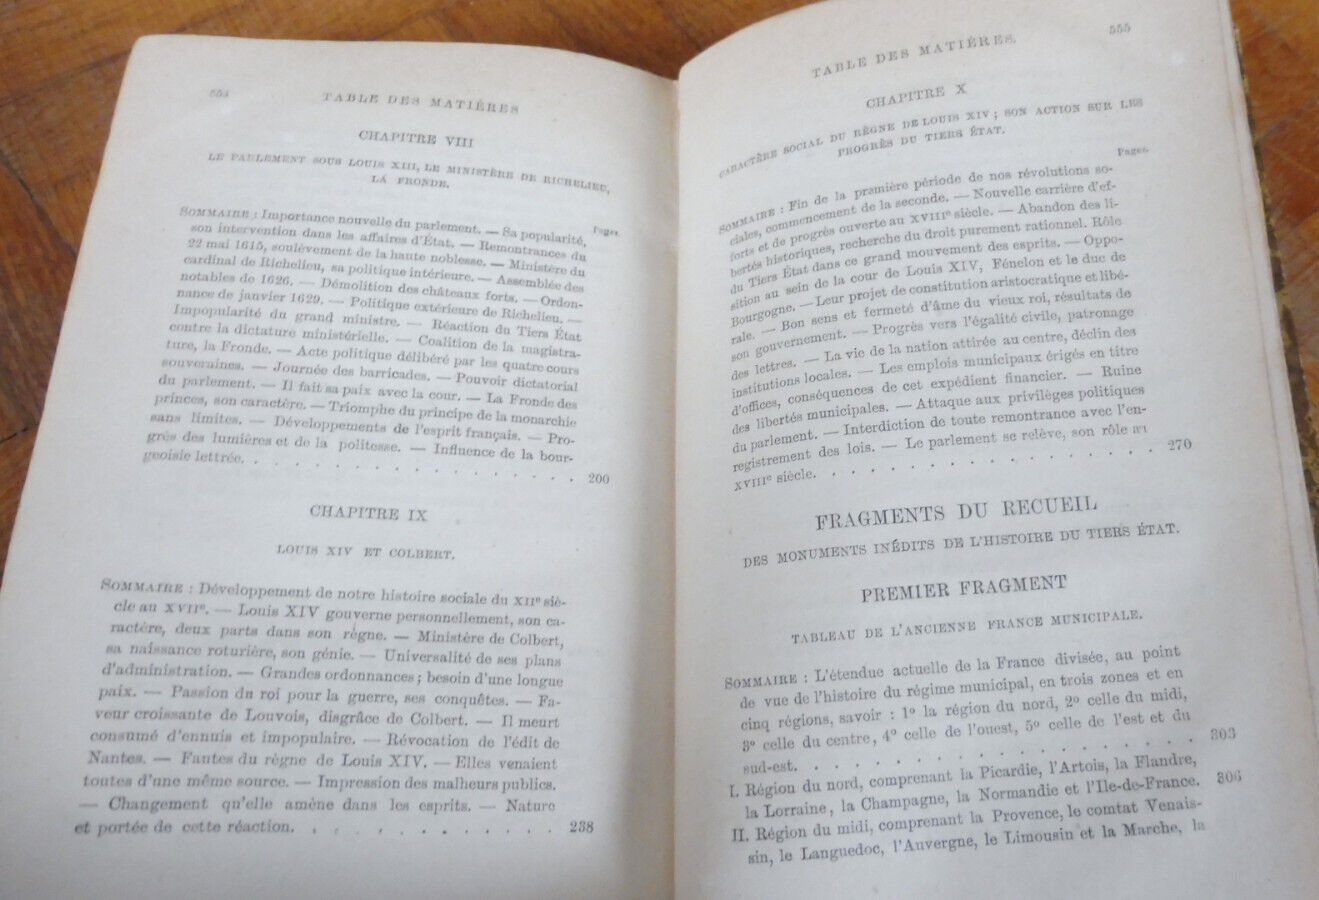 554 TABLE DES MATIÈRES
CHAPITRE VIII
LE PARLEMENT SOUS LOUIS XIII, LE MINISTÈRE DE RICHELIEU,
LA FRONDE.
Pages.
SOMMAIRE : Importance nouvelle du parlement. — Sa popularité,
son intervention dans les affaires d'État. — Remontrances du
22 mai 1615, soulèvement de la haute noblesse. — Ministère du
cardinal de Richelieu, sa politique intérieure. — Assemblée des
notables de 1626. — Démolition des châteaux forts. — Ordon-
nance de janvier 1629. — Politique extérieure de Richelieu. —
Impopularité du grand ministre. — Réaction du Tiers État
contre la dictature ministérielle. — Coalition de la magistra-
ture, la Fronde. — Acte politique délibéré par les quatre cours
souveraines. — Journée des barricades. — Pouvoir dictatorial
du parlement. — Il fait sa paix avec la cour. — La Fronde des
princes, son caractère. — Triomphe du principe de la monarchie
sans limites. — Développements de l'esprit français. — Pro-
grès des lumières et de la politesse. — Influence de la bour-
geoisie lettrée. . . . . . . . . . . . . . . 200
CHAPITRE IX
LOUIS XIV ET COLBERT.
SOMMAIRE : Développement de notre histoire sociale du XIIe siè-
cle au XVIIe. — Louis XIV gouverne personnellement, son ca-
ractère, deux parts dans son règne. — Ministère de Colbert,
sa naissance roturière, son génie. — Universalité de ses plans
d'administration. — Grandes ordonnances ; besoin d'une longue
paix. — Passion du roi pour la guerre, ses conquêtes. — Fa-
veur croissante de Louvois, disgrâce de Colbert. — Il meurt
consumé d'ennuis et impopulaire. — Révocation de l'édit de
Nantes. — Fautes du règne de Louis XIV. — Elles venaient
toutes d'une même source. — Impression des malheurs publics.
— Changement qu'elle amène dans les esprits. — Nature
et portée de cette réaction. . . . . . . . . . . 238
TABLE DES MATIÈRES. 555
CHAPITRE X
CARACTÈRE SOCIAL DU RÈGNE DE LOUIS XIV ; SON ACTION SUR LES
PROGRÈS DU TIERS ÉTAT.
Pages.
SOMMAIRE : Fin de la première période de nos révolutions so-
ciales, commencement de la seconde. — Nouvelle carrière d'ef-
forts et de progrès ouverte au XVIIIe siècle. — Abandon des li-
bertés historiques, recherche du droit purement rationnel. Rôle
du Tiers État dans ce grand mouvement des esprits. — Oppo-
sition au sein de la cour de Louis XIV, Fénelon et le duc de
Bourgogne. — Leur projet de constitution aristocratique et libé-
rale. — Bon sens et fermeté d'âme du vieux roi, résultats de
son gouvernement. — Progrès vers l'égalité civile, patronage
des lettres. — La vie de la nation attirée au centre, déclin des
institutions locales. — Les emplois municipaux érigés en titre
d'offices, conséquences de cet expédient financier. — Ruine
des libertés municipales. — Attaque aux privilèges politiques
du parlement. — Interdiction de toute remontrance avec l'en-
registrement des lois. — Le parlement se relève, son rôle au
XVIIIe siècle. . . . . . . . . . . . . . . 270
FRAGMENTS DU RECUEIL
DES MONUMENTS INÉDITS DE L'HISTOIRE DU TIERS ÉTAT.
PREMIER FRAGMENT
TABLEAU DE L'ANCIENNE FRANCE MUNICIPALE.
SOMMAIRE : L'étendue actuelle de la France divisée, au point
de vue de l'histoire du régime municipal, en trois zones et en
cinq régions, savoir : 1º la région du nord, 2º celle du midi,
3º celle du centre, 4º celle de l'ouest, 5º celle de l'est et du
sud-est. . . . . . . . . . . . . . . . . 303
I. Région du nord, comprenant la Picardie, l'Artois, la Flandre,
la Lorraine, la Champagne, la Normandie et l'Ile-de-France. 306
II. Région du midi, comprenant la Provence, le comtat Venais-
sin, le Languedoc, l'Auvergne, le Limousin et la Marche, la